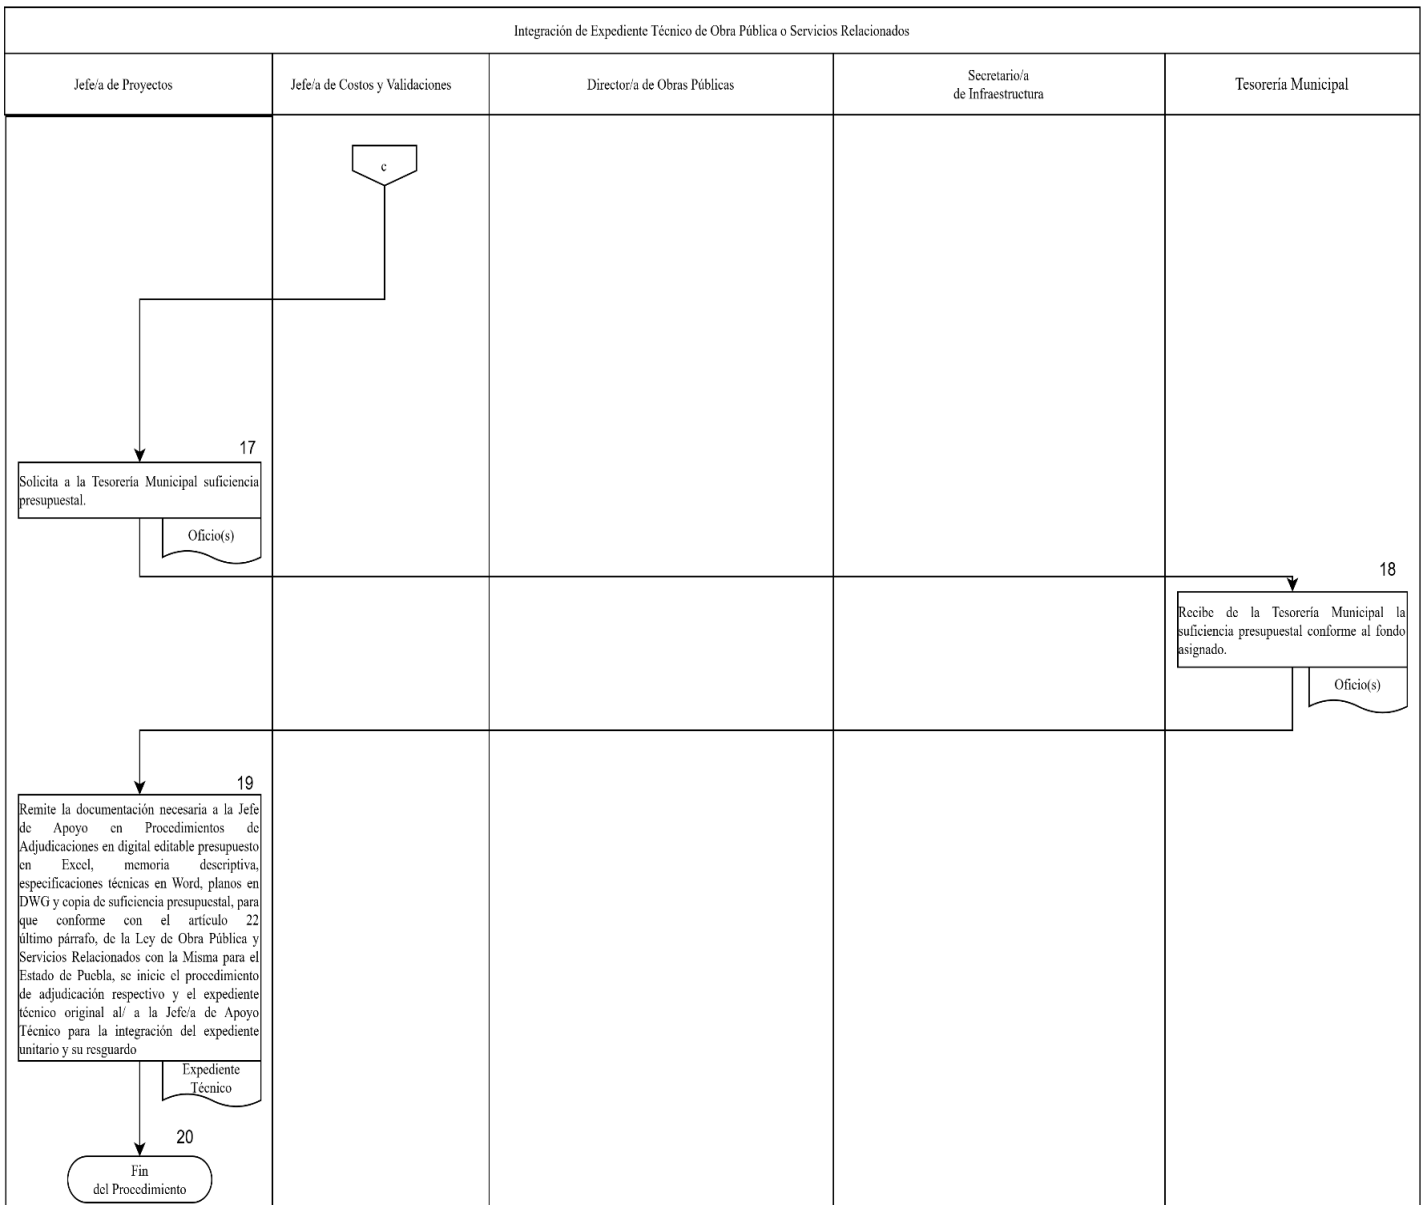 Integración de Expediente Técnico de Obra Pública o Servicios Relacionados
Jefe/a de Proyectos
Jefe/a de Costos y Validaciones
Director/a de Obras Públicas
Secretario/a
de Infraestructura
Tesorería Municipal
c
17
Solicita a la Tesorería Municipal suficiencia
presupuestal.
Oficio(s)
18
Recibe de la Tesorería Municipal la
suficiencia presupuestal conforme al fondo
asignado.
Oficio(s)
19
Remite la documentación necesaria a la Jefe
de Apoyo en Procedimientos de
Adjudicaciones en digital editable presupuesto
en Excel, memoria descriptiva,
especificaciones técnicas en Word, planos en
DWG y copia de suficiencia presupuestal, para
que conforme con el artículo 22
último párrafo, de la Ley de Obra Pública y
Servicios Relacionados con la Misma para el
Estado de Puebla, se inicie el procedimiento
de adjudicación respectivo y el expediente
técnico original al/ a la Jefe/a de Apoyo
Técnico para la integración del expediente
unitario y su resguardo
Expediente
Técnico
20
Fin
del Procedimiento